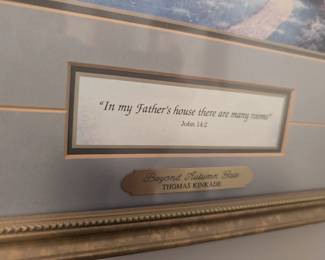 "In my Father's house there are many rooms"
John 14:2
Beyond Autumn Gate
THOMAS KINKADE